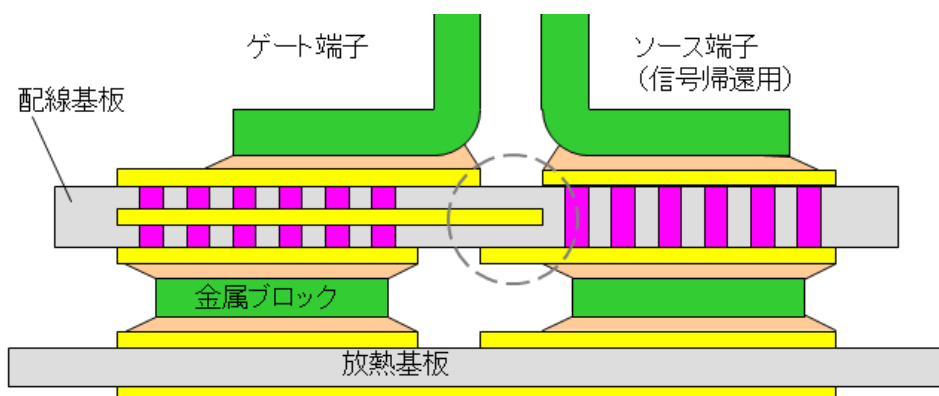 ゲート端子
ソース端子
(信号帰還用)
配線基板
金属ブロック
放熱基板